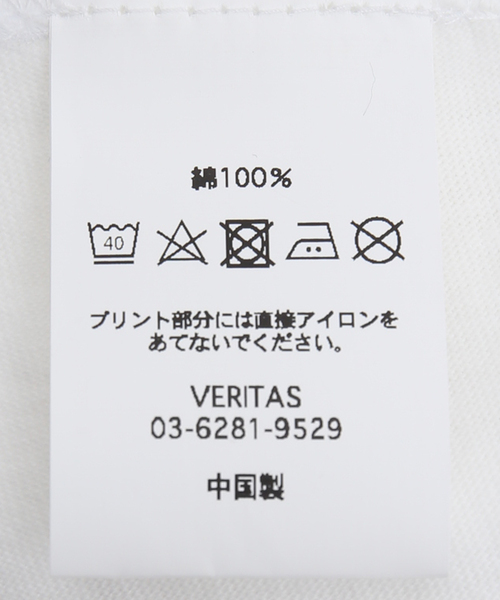 綿100%
40
プリント部分には直接アイロンを
あてないでください。
VERITAS
03-6281-9529
中国製